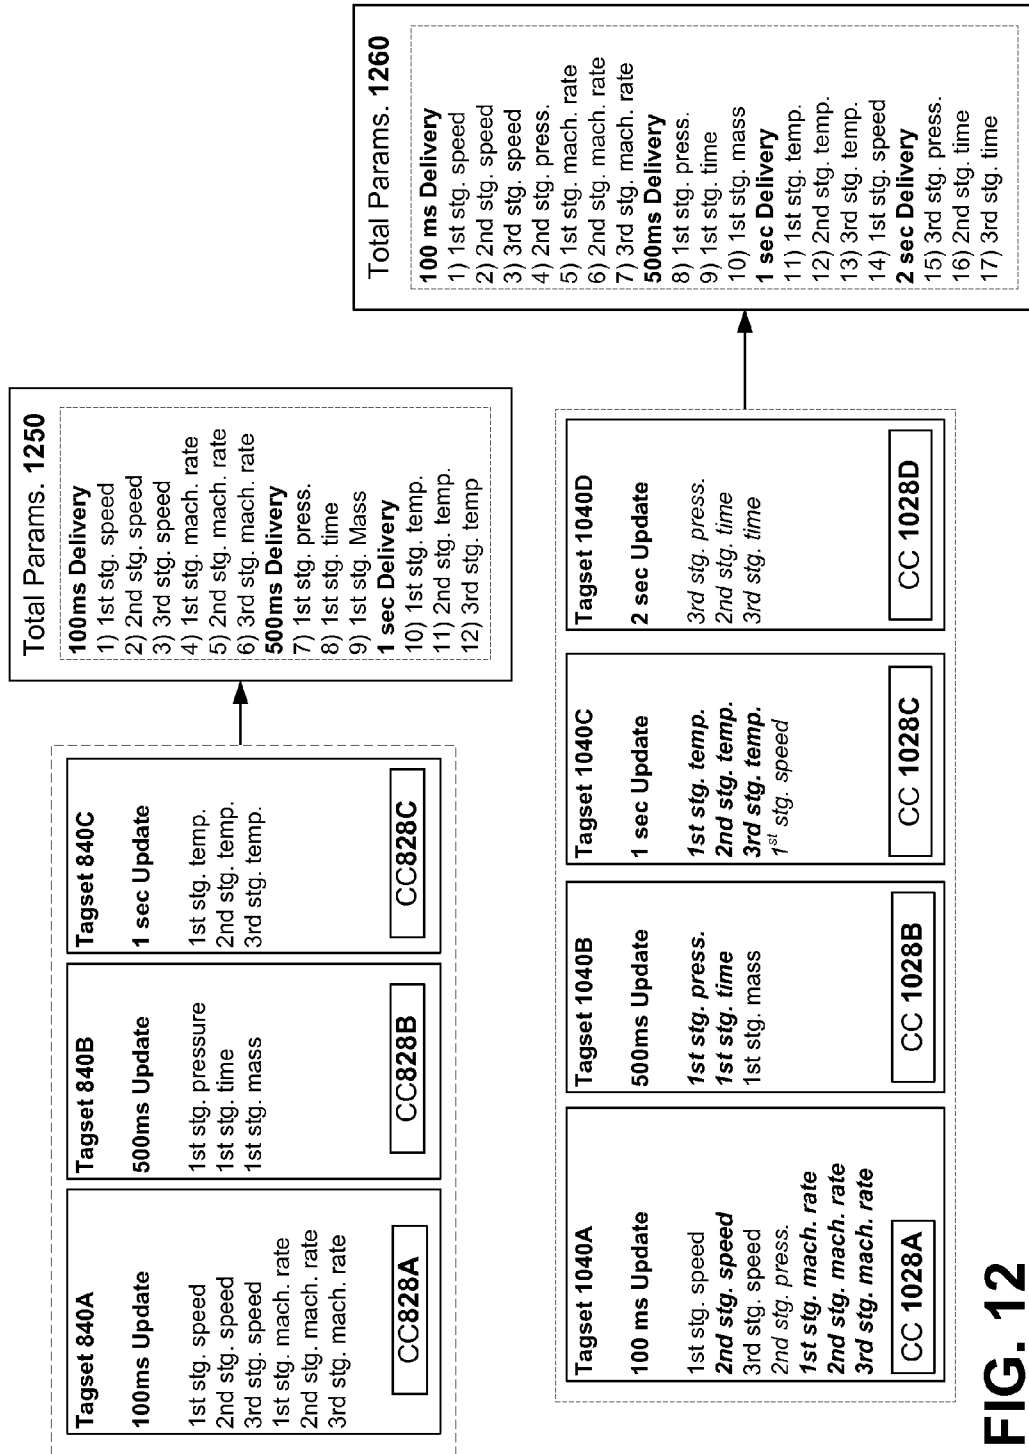 Tagset 840A
100ms Update
1st stg. speed
2nd stg. speed
3rd stg. speed
1st stg. mach. rate
2nd stg. mach. rate
3rd stg. mach. rate
CC828A
Tagset 840B
500ms Update
1st stg. pressure
1st stg. time
1st stg. mass
CC828B
Tagset 840C
1 sec Update
1st stg. temp.
2nd stg. temp.
3rd stg. temp.
CC828C
Total Params. 1250
100ms Delivery
1) 1st stg. speed
2) 2nd stg. speed
3) 3rd stg. speed
4) 1st stg. mach. rate
5) 2nd stg. mach. rate
6) 3rd stg. mach. rate
500ms Delivery
7) 1st stg. press.
8) 1st stg. time
9) 1st stg. Mass
1 sec Delivery
10) 1st stg. temp.
11) 2nd stg. temp.
12) 3rd stg. temp
Tagset 1040A
100 ms Update
1st stg. speed
2nd stg. speed
3rd stg. speed
2nd stg. press.
1st stg. mach. rate
2nd stg. mach. rate
3rd stg. mach. rate
CC 1028A
Tagset 1040B
500ms Update
1st stg. press.
1st stg. time
1st stg. mass
CC 1028B
Tagset 1040C
1 sec Update
1st stg. temp.
2nd stg. temp.
3rd stg. temp.
1st stg. speed
CC 1028C
Tagset 1040D
2 sec Update
3rd stg. press.
2nd stg. time
3rd stg. time
CC 1028D
Total Params. 1260
100 ms Delivery
1) 1st stg. speed
2) 2nd stg. speed
3) 3rd stg. speed
4) 2nd stg. press.
5) 1st stg. mach. rate
6) 2nd stg. mach. rate
7) 3rd stg. mach. rate
500ms Delivery
8) 1st stg. press.
9) 1st stg. time
10) 1st stg. mass
1 sec Delivery
11) 1st stg. temp.
12) 2nd stg. temp.
13) 3rd stg. temp.
14) 1st stg. speed
2 sec Delivery
15) 3rd stg. press.
16) 2nd stg. time
17) 3rd stg. time
FIG. 12